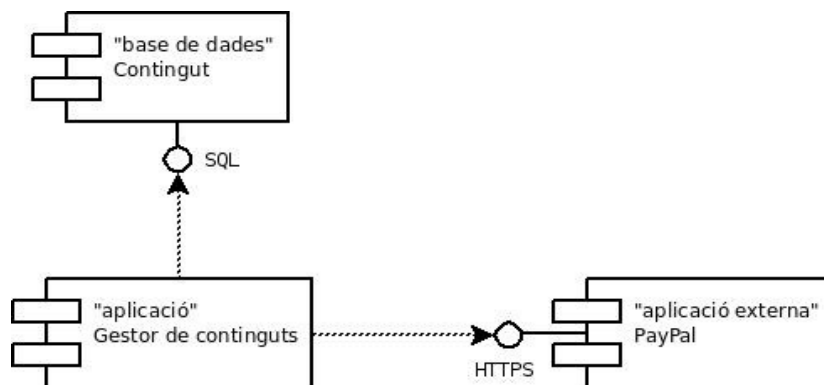 "base de dades"
Contingut
SQL
"aplicació"
Gestor de continguts
HTTPS
"aplicació externa"
PayPal